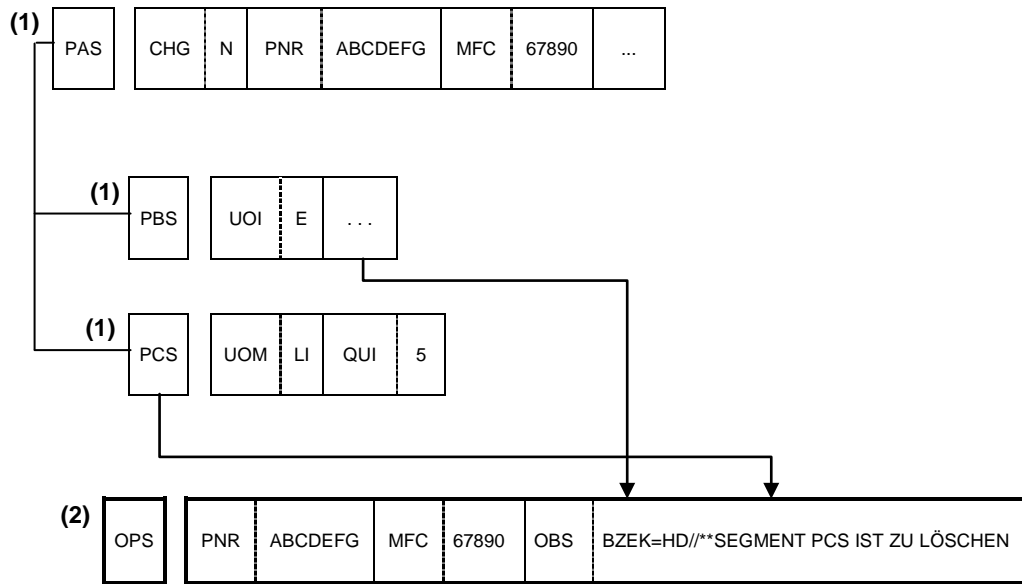 (1) PAS CHG N PNR ABCDEFG MFC 67890 ...
(1) PBS UOI E . . .
(1) PCS UOM LI QUI 5
(2) OPS PNR ABCDEFG MFC 67890 OBS BZEK=HD//**SEGMENT PCS IST ZU LÖSCHEN